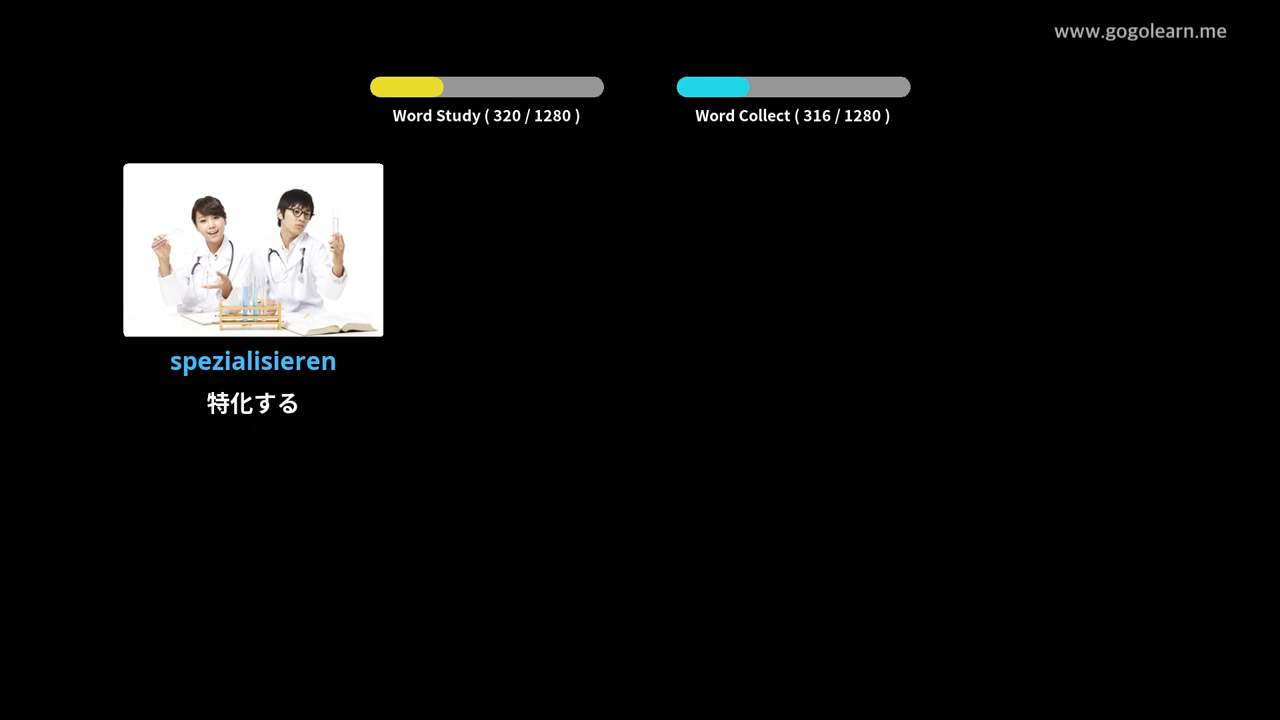 www.gogolearn.me
Word Study ( 320 / 1280 )
Word Collect ( 316 / 1280 )
spezialisieren
特化する